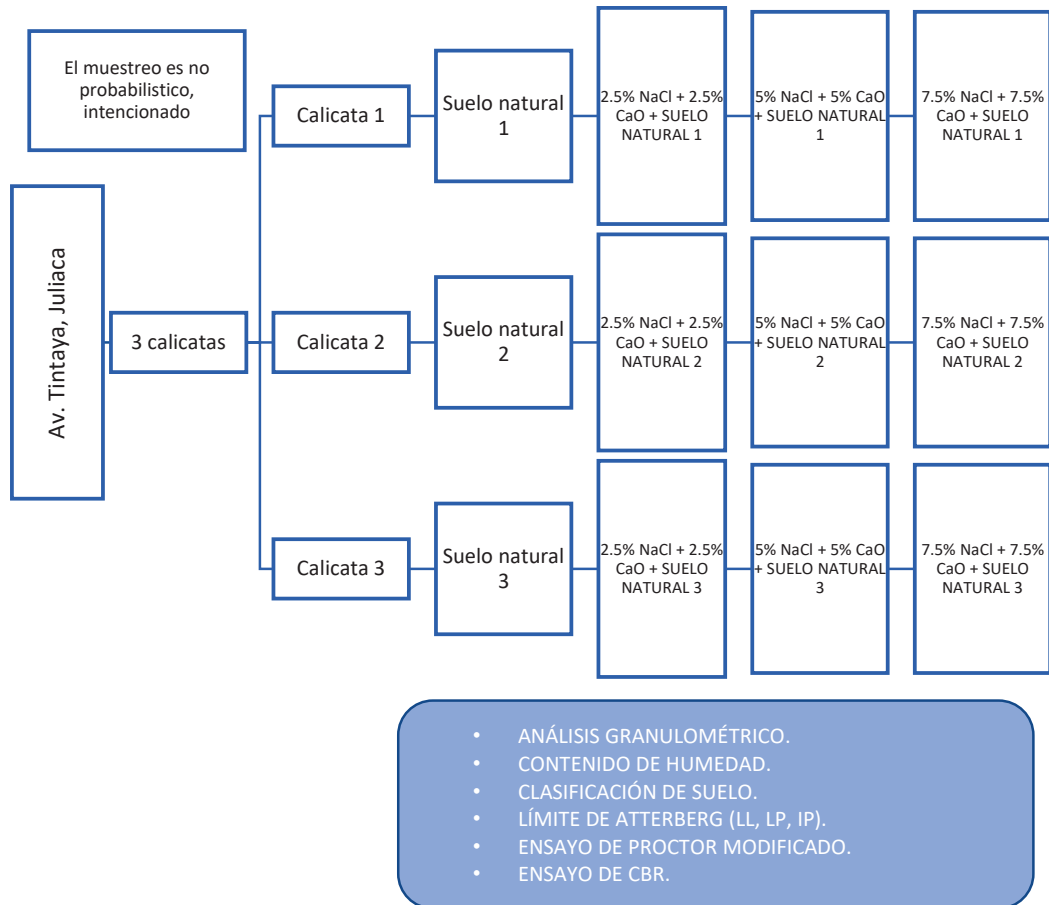 El muestreo es no
probabilistico,
intencionado
Av. Tintaya, Juliaca
3 calicatas
Calicata 1
Suelo natural
1
2.5% NaCl + 2.5%
CaO + SUELO
NATURAL 1
5% NaCl + 5% CaO
+ SUELO NATURAL
1
7.5% NaCl + 7.5%
CaO + SUELO
NATURAL 1
Calicata 2
Suelo natural
2
2.5% NaCl + 2.5%
CaO + SUELO
NATURAL 2
5% NaCl + 5% CaO
+ SUELO NATURAL
2
7.5% NaCl + 7.5%
CaO + SUELO
NATURAL 2
Calicata 3
Suelo natural
3
2.5% NaCl + 2.5%
CaO + SUELO
NATURAL 3
5% NaCl + 5% CaO
+ SUELO NATURAL
3
7.5% NaCl + 7.5%
CaO + SUELO
NATURAL 3
• ANÁLISIS GRANULOMÉTRICO.
• CONTENIDO DE HUMEDAD.
• CLASIFICACIÓN DE SUELO.
• LÍMITE DE ATTERBERG (LL, LP, IP).
• ENSAYO DE PROCTOR MODIFICADO.
• ENSAYO DE CBR.